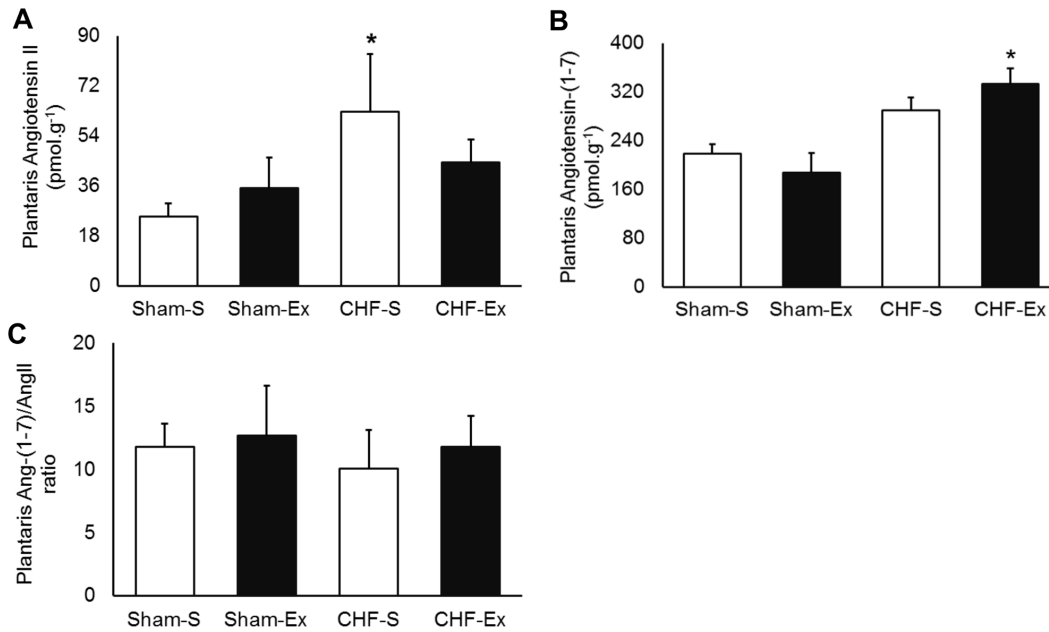 A
Plantaris Angiotensin II
(pmol.g⁻¹)
90
72
54
36
18
0
*
Sham-S Sham-Ex CHF-S CHF-Ex
B
Plantaris Angiotensin-(1-7)
(pmol.g⁻¹)
400
320
240
160
80
0
*
Sham-S Sham-Ex CHF-S CHF-Ex
C
Plantaris Ang-(1-7)/AngII
ratio
20
15
10
5
0
Sham-S Sham-Ex CHF-S CHF-Ex